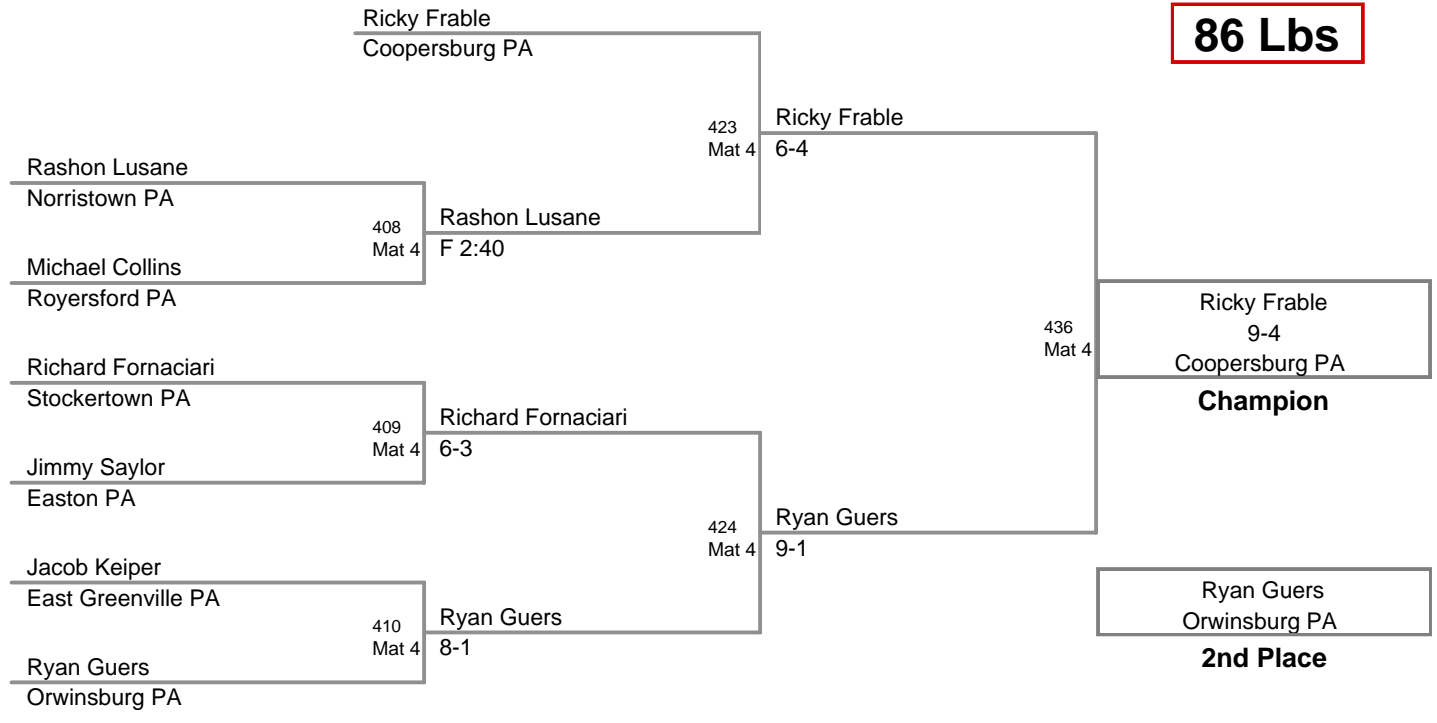 Ricky Frable
Coopersburg PA
86 Lbs
423
Mat 4
Ricky Frable
6-4
Rashon Lusane
Norristown PA
408
Mat 4
Rashon Lusane
F 2:40
Michael Collins
Royersford PA
436
Mat 4
Ricky Frable
9-4
Coopersburg PA
Champion
Richard Fornaciari
Stockertown PA
409
Mat 4
Richard Fornaciari
6-3
Jimmy Saylor
Easton PA
424
Mat 4
Ryan Guers
9-1
Jacob Keiper
East Greenville PA
410
Mat 4
Ryan Guers
8-1
Ryan Guers
Orwinsburg PA
Ryan Guers
Orwinsburg PA
2nd Place